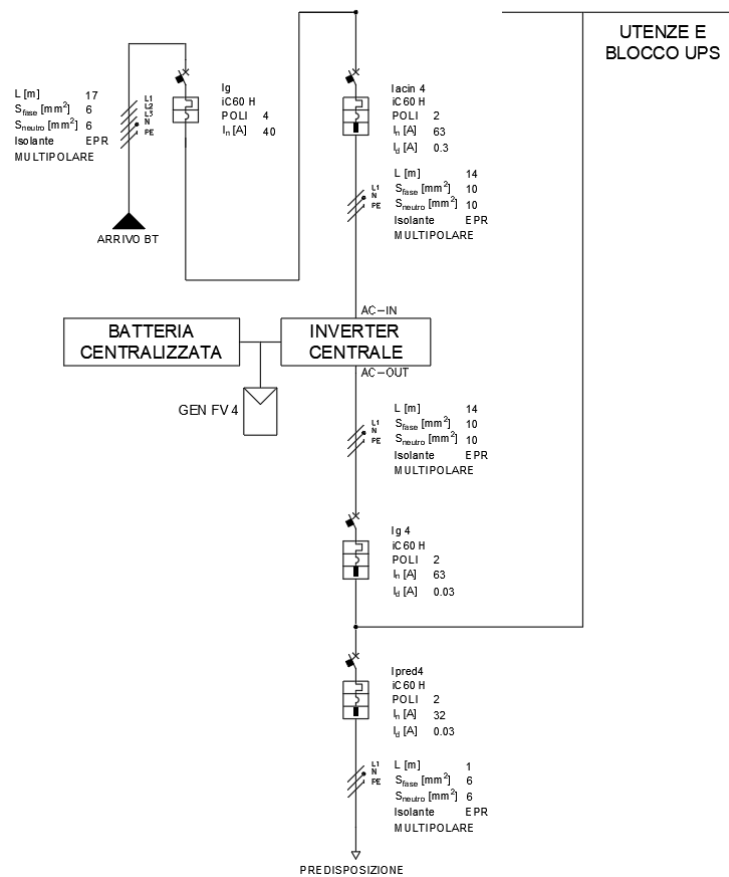 UTENZE E
BLOCCO UPS
L [m] 17
Sfase [mm²] 6
Sneutro [mm²] 6
Isolante EPR
MULTIPOLARE
L1
L2
L3
N
PE
ARRIVO BT
Ig
iC60 H
POLI 4
In [A] 40
Iacin 4
iC60 H
POLI 2
In [A] 63
Id [A] 0.3
L1
N
PE
L [m] 14
Sfase [mm²] 10
Sneutro [mm²] 10
Isolante EPR
MULTIPOLARE
AC-IN
BATTERIA
CENTRALIZZATA
INVERTER
CENTRALE
AC-OUT
GEN FV 4
L1
N
PE
L [m] 14
Sfase [mm²] 10
Sneutro [mm²] 10
Isolante EPR
MULTIPOLARE
Ig 4
iC60 H
POLI 2
In [A] 63
Id [A] 0.03
Ipred4
iC60 H
POLI 2
In [A] 32
Id [A] 0.03
L1
N
PE
L [m] 1
Sfase [mm²] 6
Sneutro [mm²] 6
Isolante EPR
MULTIPOLARE
PREDISPOSIZIONE